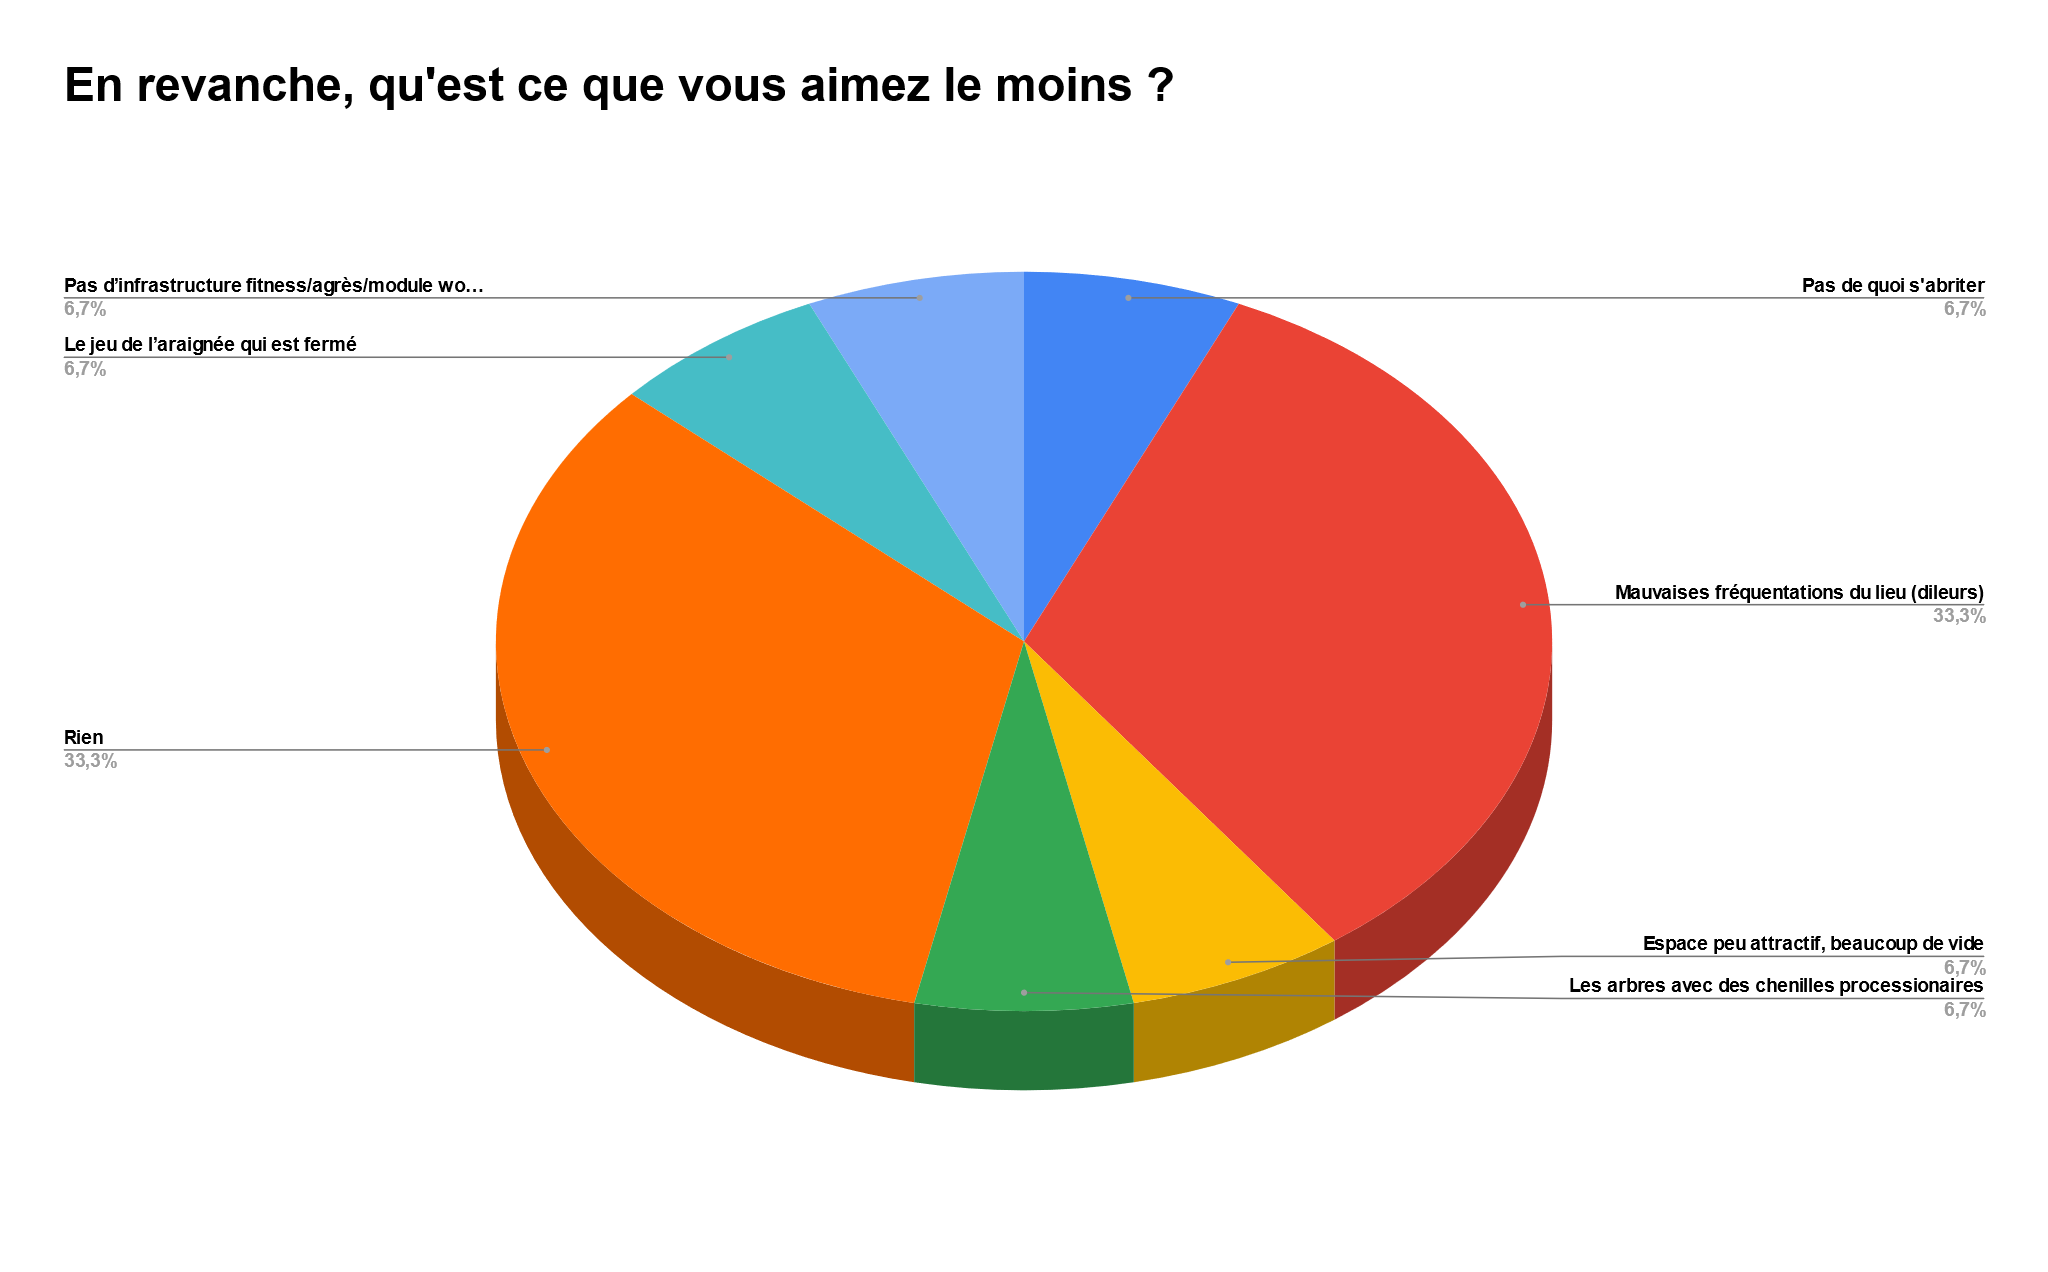 En revanche, qu'est ce que vous aimez le moins ?
Pas d’infrastructure fitness/agrès/module wo…
6,7%
Le jeu de l’araignée qui est fermé
6,7%
Rien
33,3%
Pas de quoi s'abriter
6,7%
Mauvaises fréquentations du lieu (dileurs)
33,3%
Espace peu attractif, beaucoup de vide
6,7%
Les arbres avec des chenilles processionaires
6,7%